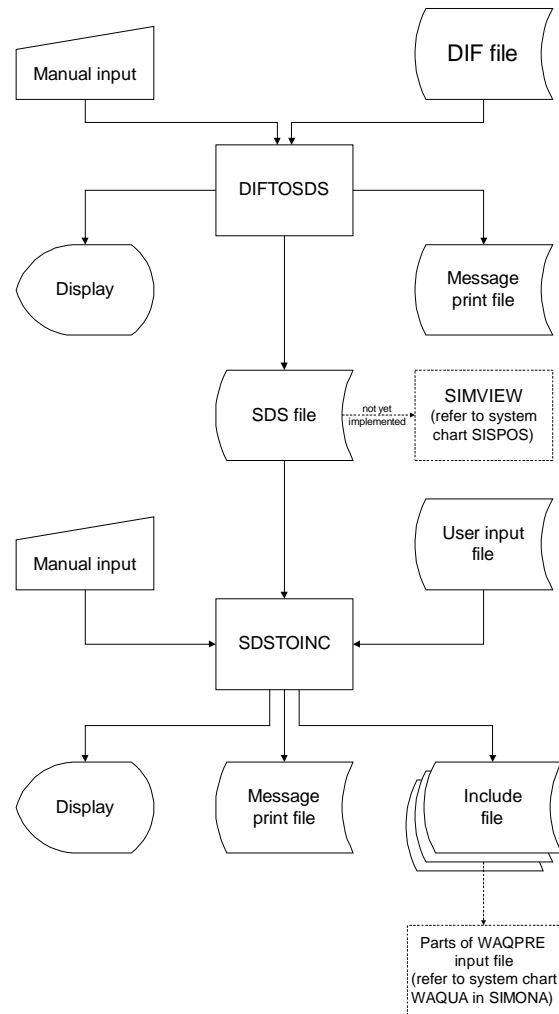 Manual input
DIF file
DIFTOSDS
Display
Message
print file
SDS file
not yet
implemented
SIMVIEW
(refer to system
chart SISPOS)
Manual input
User input
file
SDSTOINC
Display
Message
print file
Include
file
Parts of WAQPRE
input file
(refer to system chart
WAQUA in SIMONA)